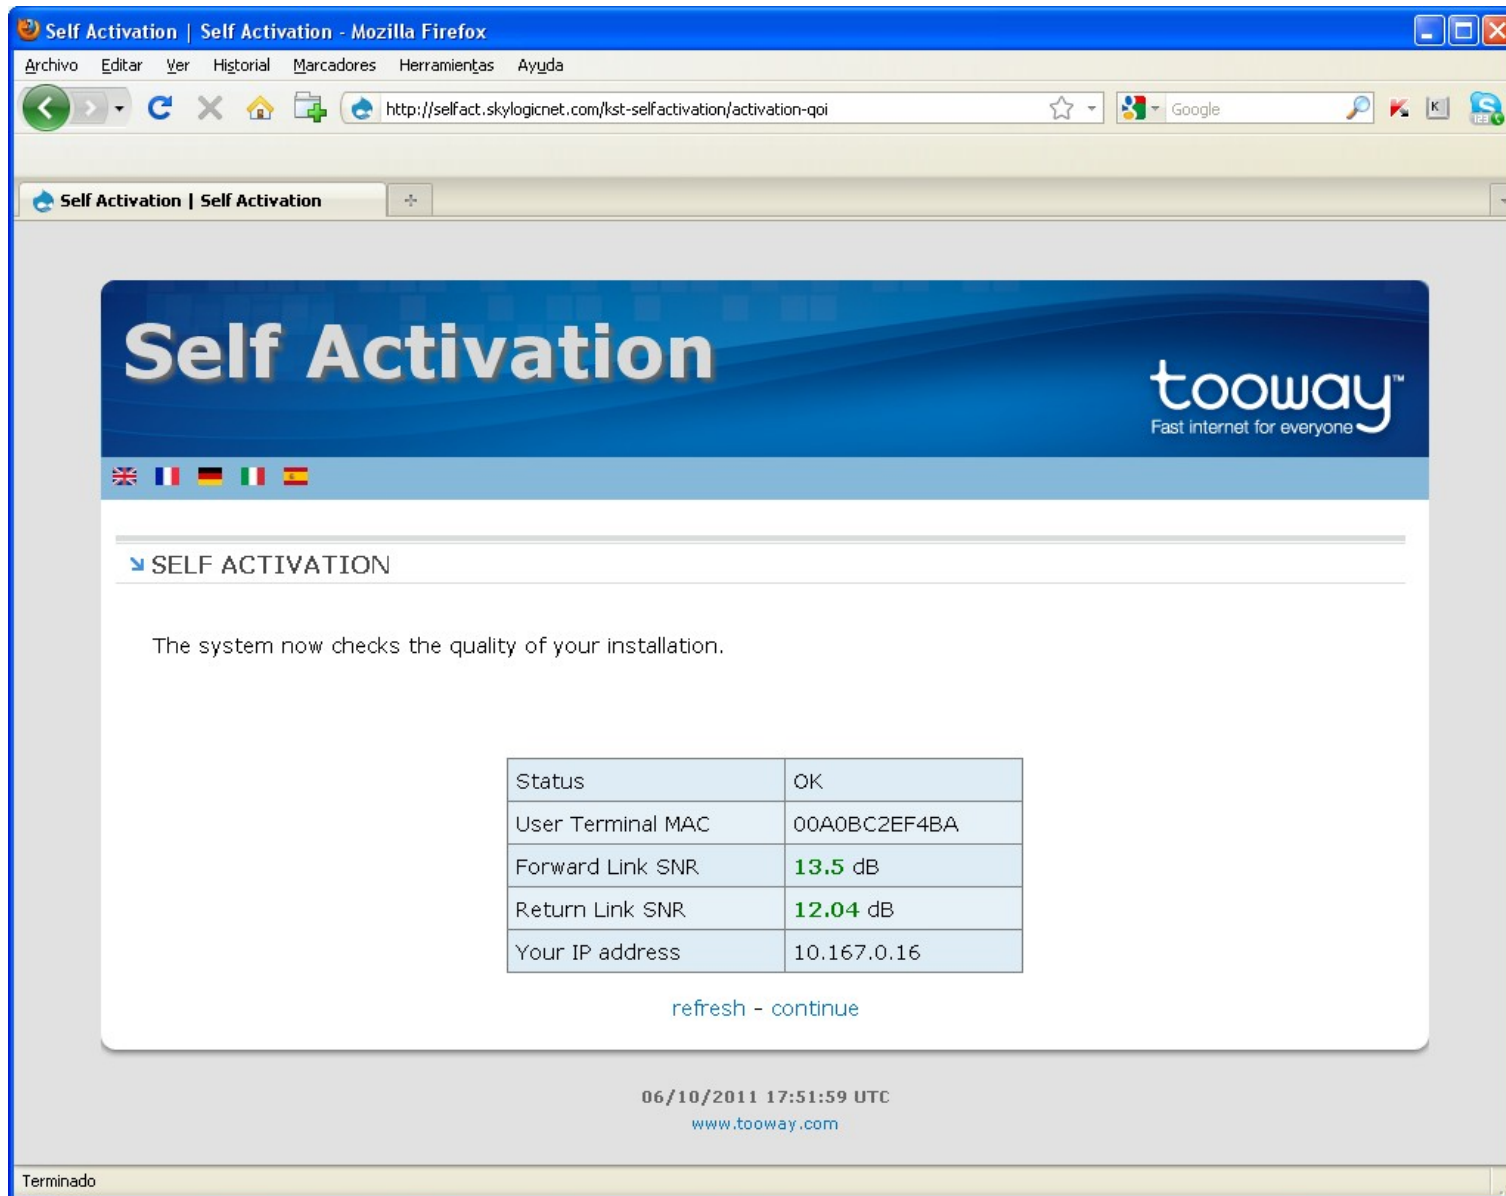 Self Activation | Self Activation - Mozilla Firefox
Archivo Editar Ver Historial Marcadores Herramientas Ayuda
http://selfact.skylogicnet.com/kst-selfactivation/activation-qoi
Google
K
123
Self Activation | Self Activation
Self Activation
tooway™
Fast internet for everyone
SELF ACTIVATION
The system now checks the quality of your installation.
Status OK
User Terminal MAC 00A0BC2EF4BA
Forward Link SNR 13.5 dB
Return Link SNR 12.04 dB
Your IP address 10.167.0.16
refresh - continue
06/10/2011 17:51:59 UTC
www.tooway.com
Terminado